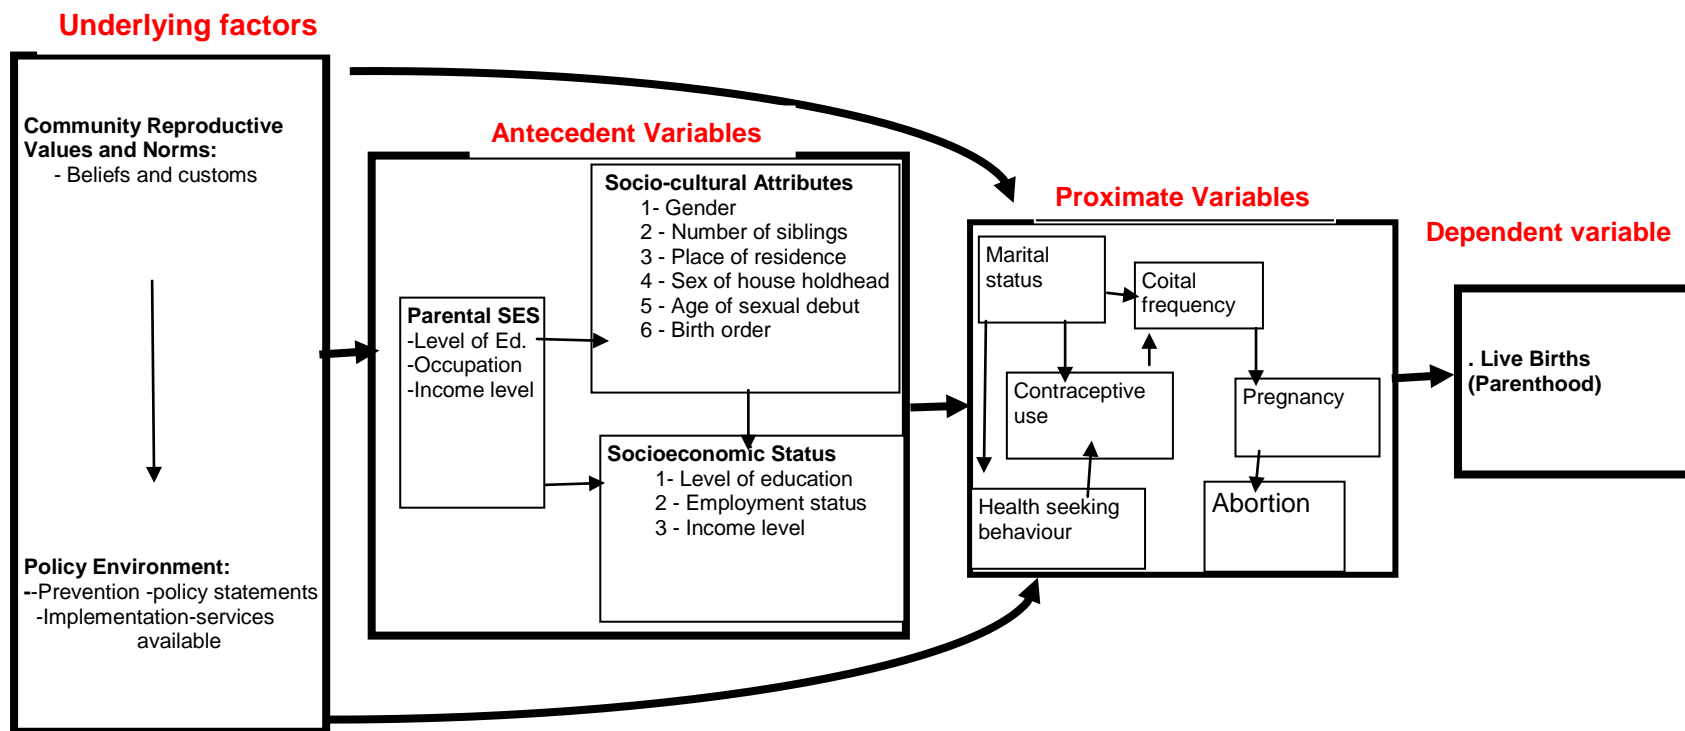 Underlying factors
Community Reproductive
Values and Norms:
- Beliefs and customs
Policy Environment:
--Prevention -policy statements
-Implementation-services
available
Antecedent Variables
Parental SES
-Level of Ed.
-Occupation
-Income level
Socio-cultural Attributes
1- Gender
2 - Number of siblings
3 - Place of residence
4 - Sex of house holdhead
5 - Age of sexual debut
6 - Birth order
Socioeconomic Status
1- Level of education
2 - Employment status
3 - Income level
Proximate Variables
Marital
status
Coital
frequency
Contraceptive
use
Pregnancy
Health seeking
behaviour
Abortion
Dependent variable
. Live Births
(Parenthood)